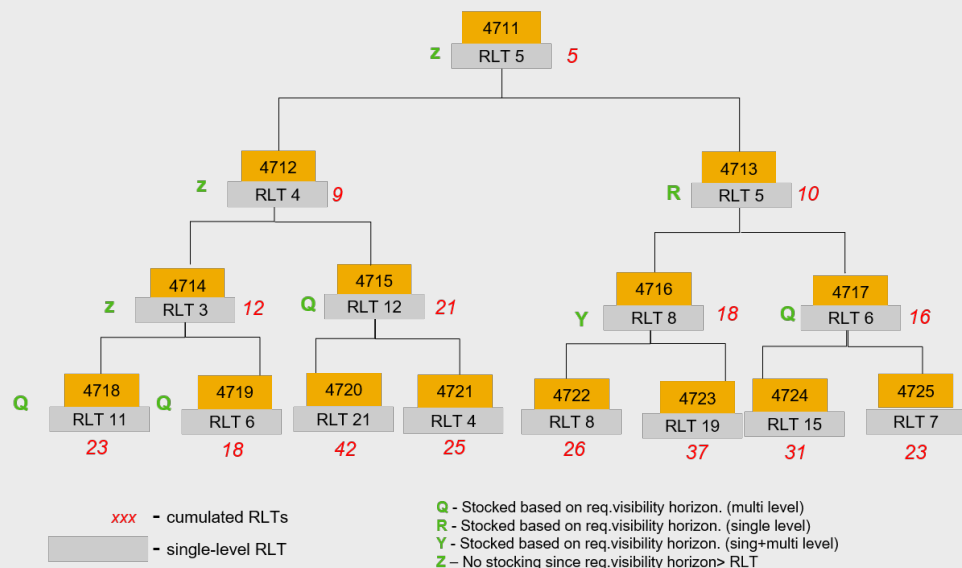 4711
z RLT 5 5
4712
z RLT 4 9
4713
R RLT 5 10
4714
z RLT 3 12
4715
Q RLT 12 21
4716
Y RLT 8 18
4717
Q RLT 6 16
4718
Q RLT 11
23
4719
Q RLT 6
18
4720
RLT 21
42
4721
RLT 4
25
4722
RLT 8
26
4723
RLT 19
37
4724
RLT 15
31
4725
RLT 7
23
xxx - cumulated RLTs
- single-level RLT
Q - Stocked based on req.visibility horizon. (multi level)
R - Stocked based on req.visibility horizon. (single level)
Y - Stocked based on req.visibility horizon. (sing+multi level)
Z – No stocking since req.visibility horizon> RLT